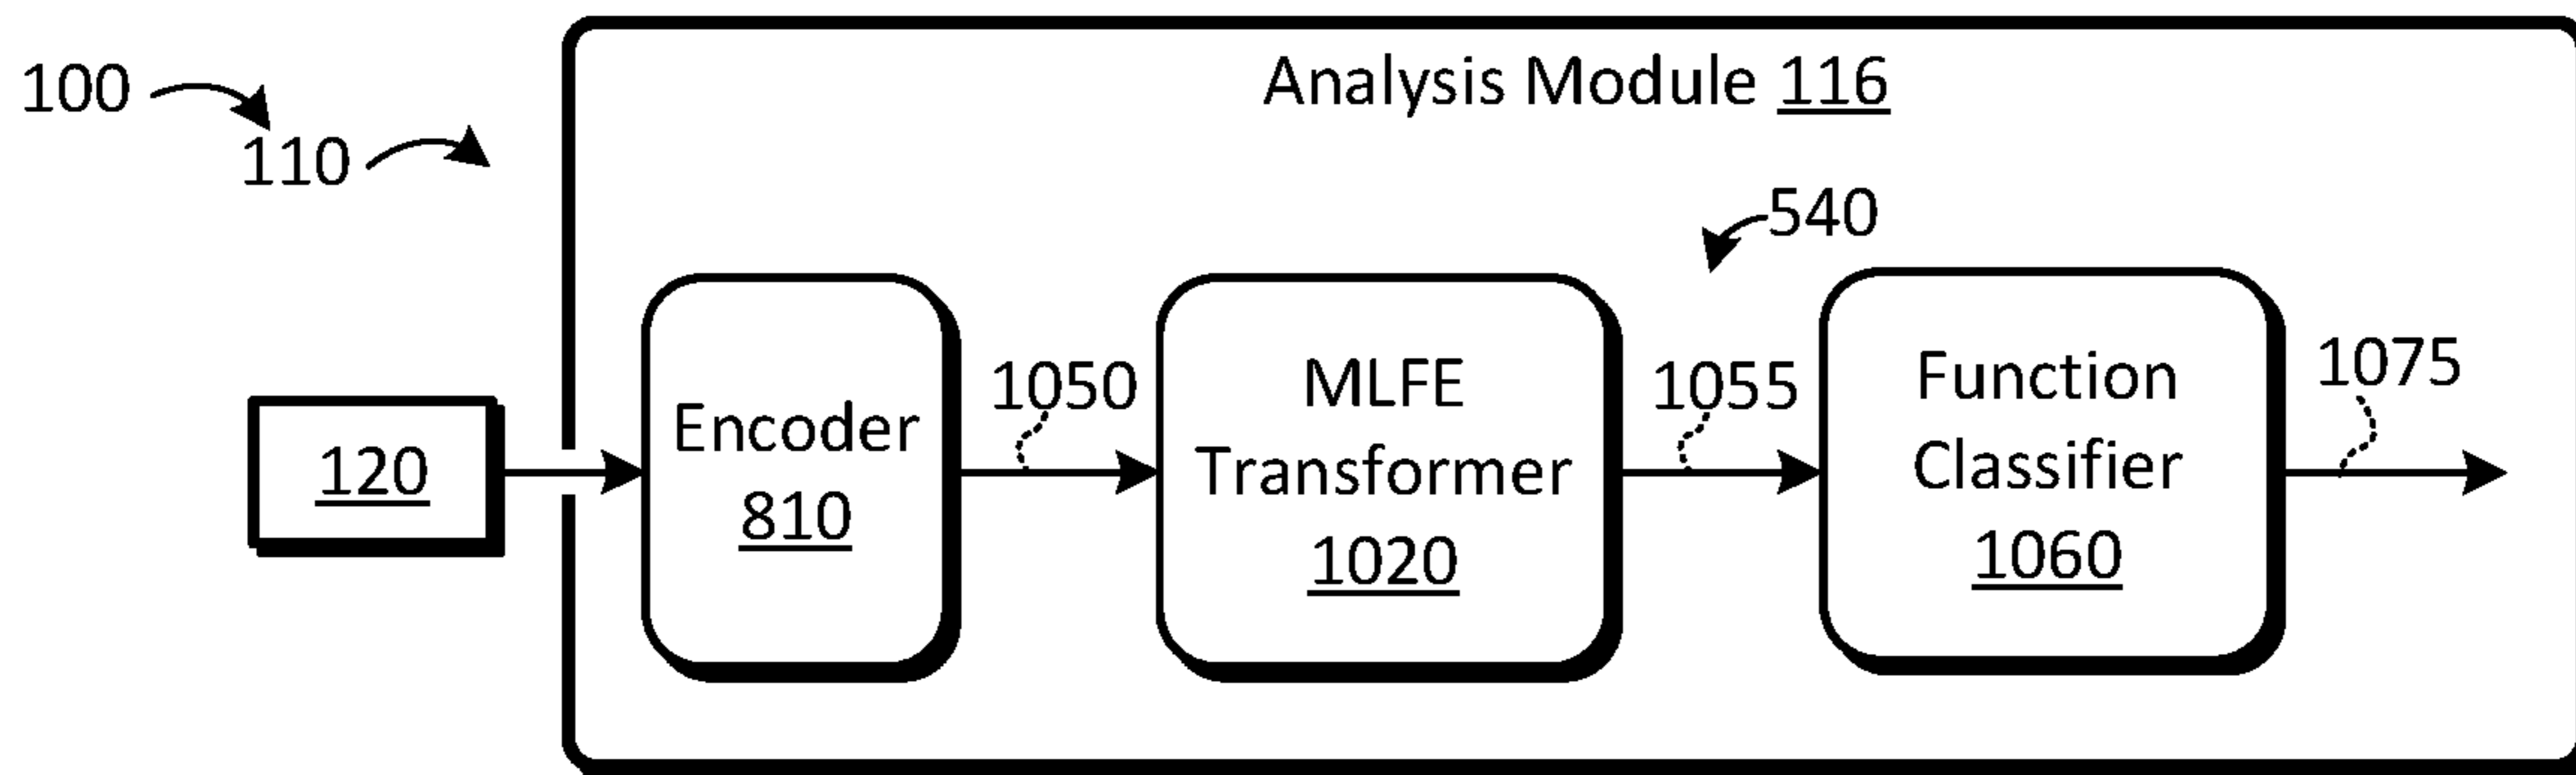 100
Analysis Module 116
110
540
120
Encoder
810
1050
MLFE
Transformer
1020
1055
Function
Classifier
1060
1075